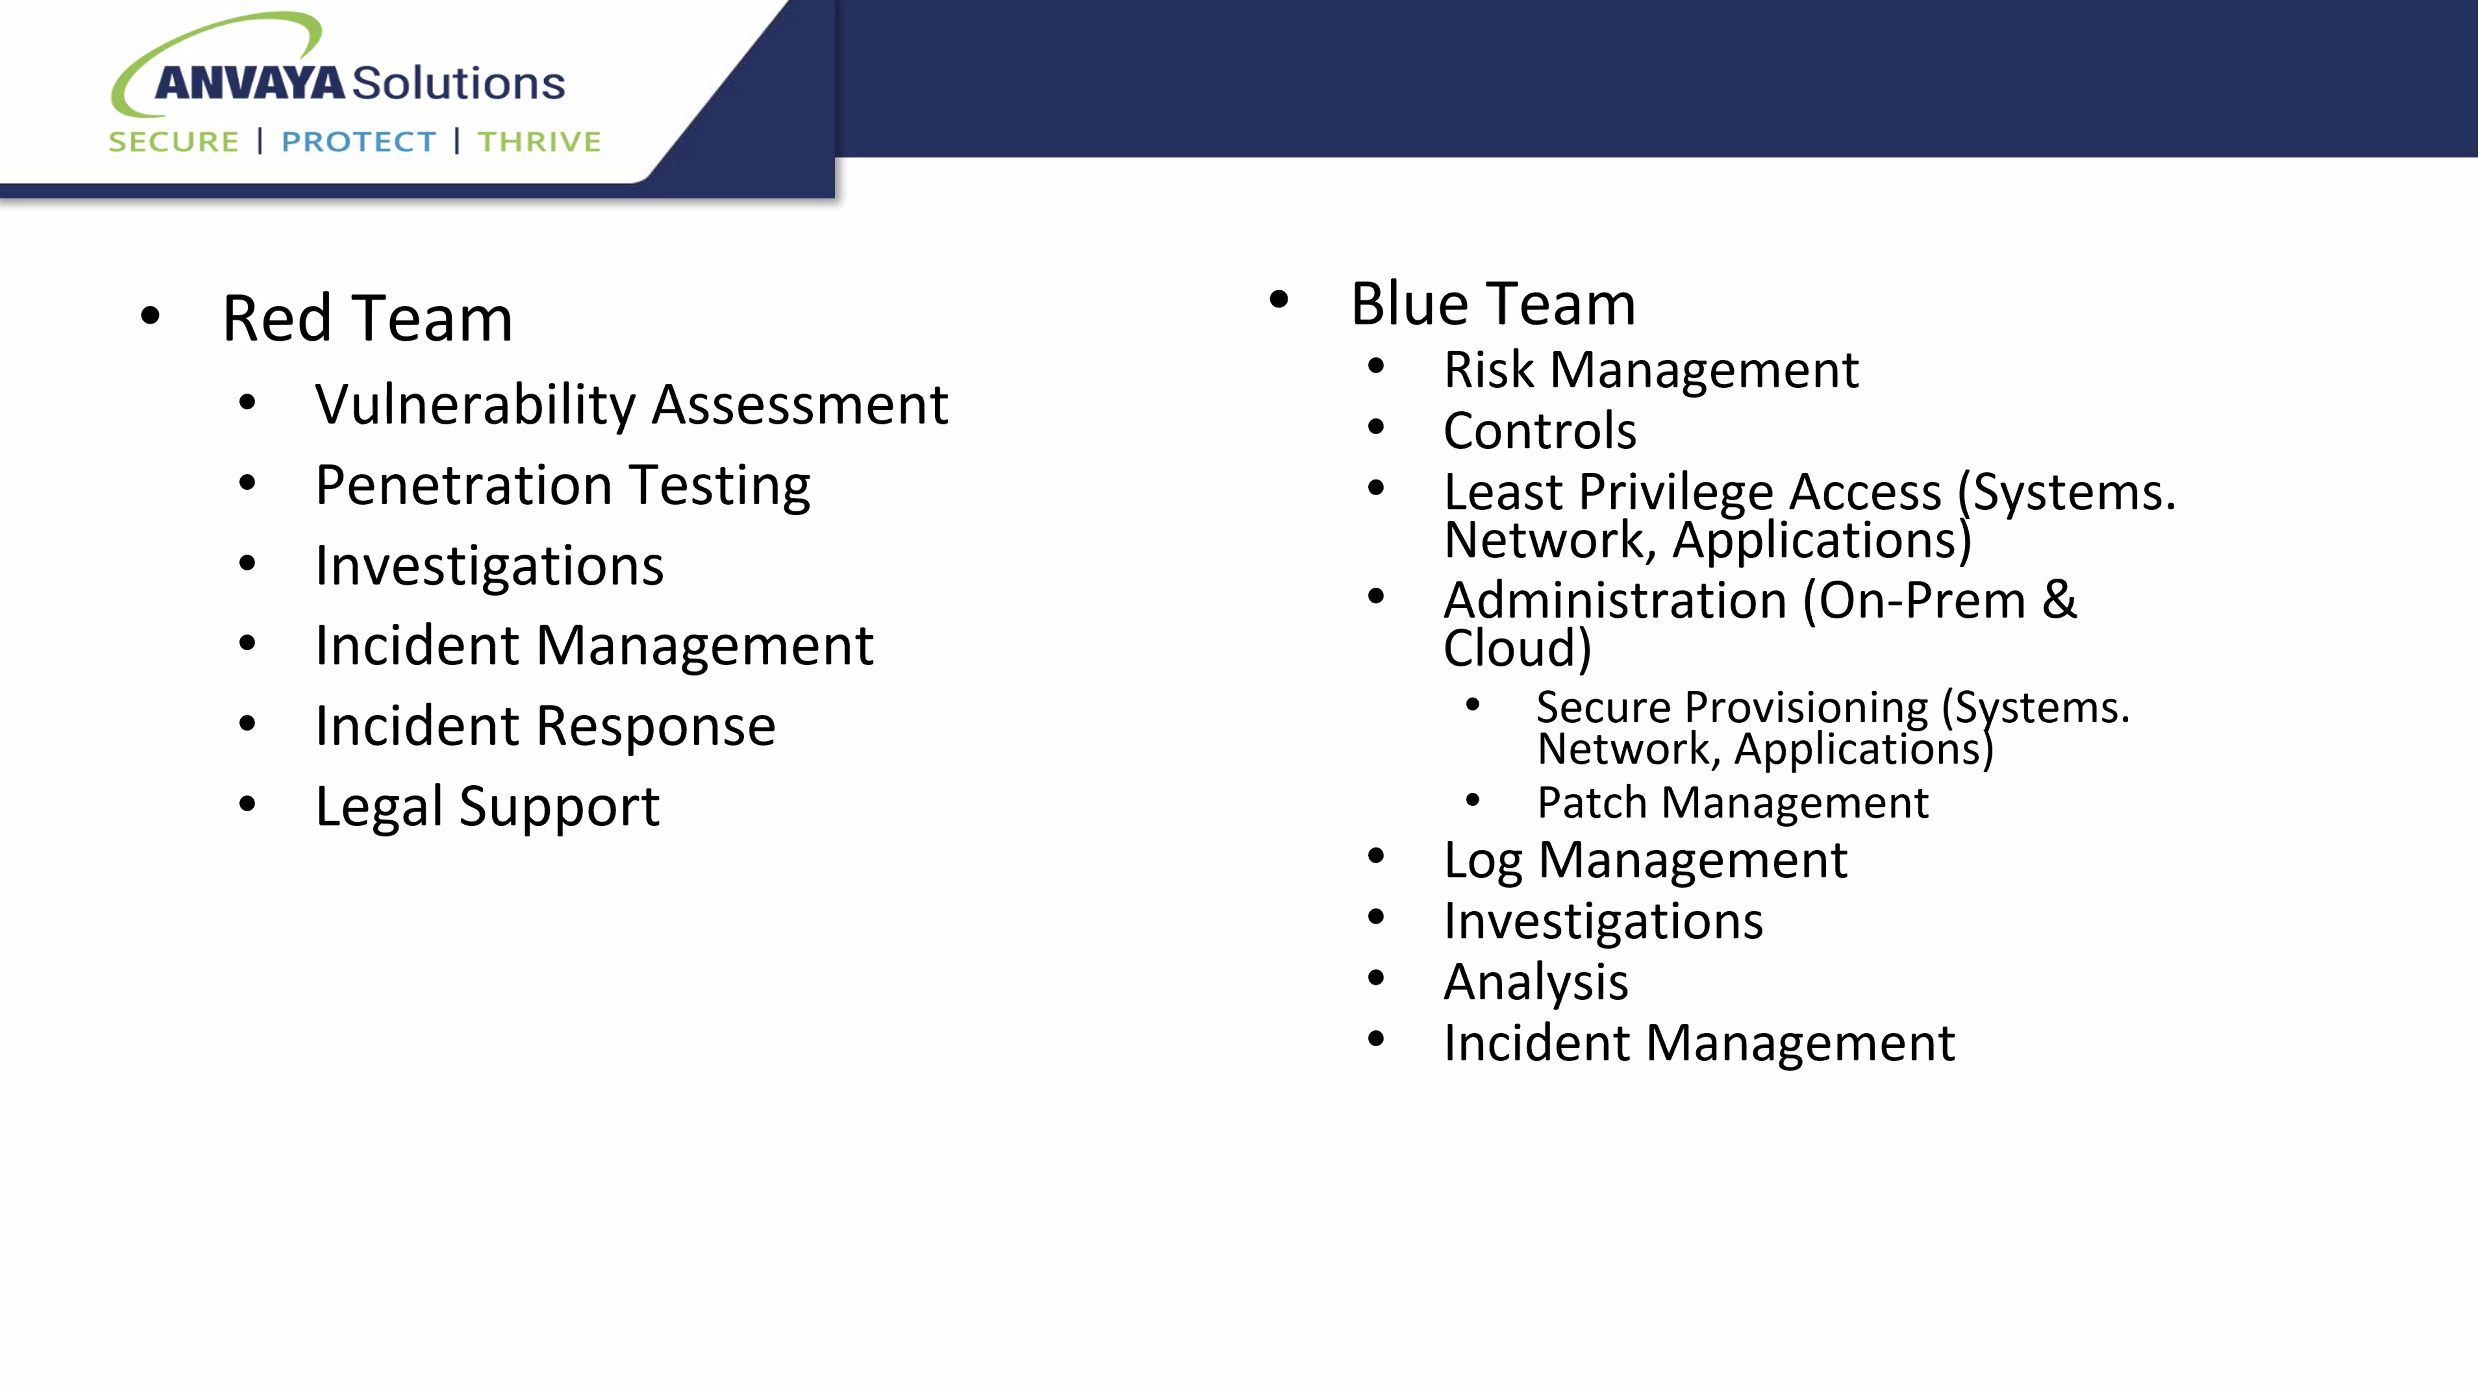 ANVAYA Solutions
SECURE | PROTECT | THRIVE
• Red Team
• Vulnerability Assessment
• Penetration Testing
• Investigations
• Incident Management
• Incident Response
• Legal Support
• Blue Team
• Risk Management
• Controls
• Least Privilege Access (Systems.
Network, Applications)
• Administration (On-Prem &
Cloud)
• Secure Provisioning (Systems.
Network, Applications)
• Patch Management
• Log Management
• Investigations
• Analysis
• Incident Management